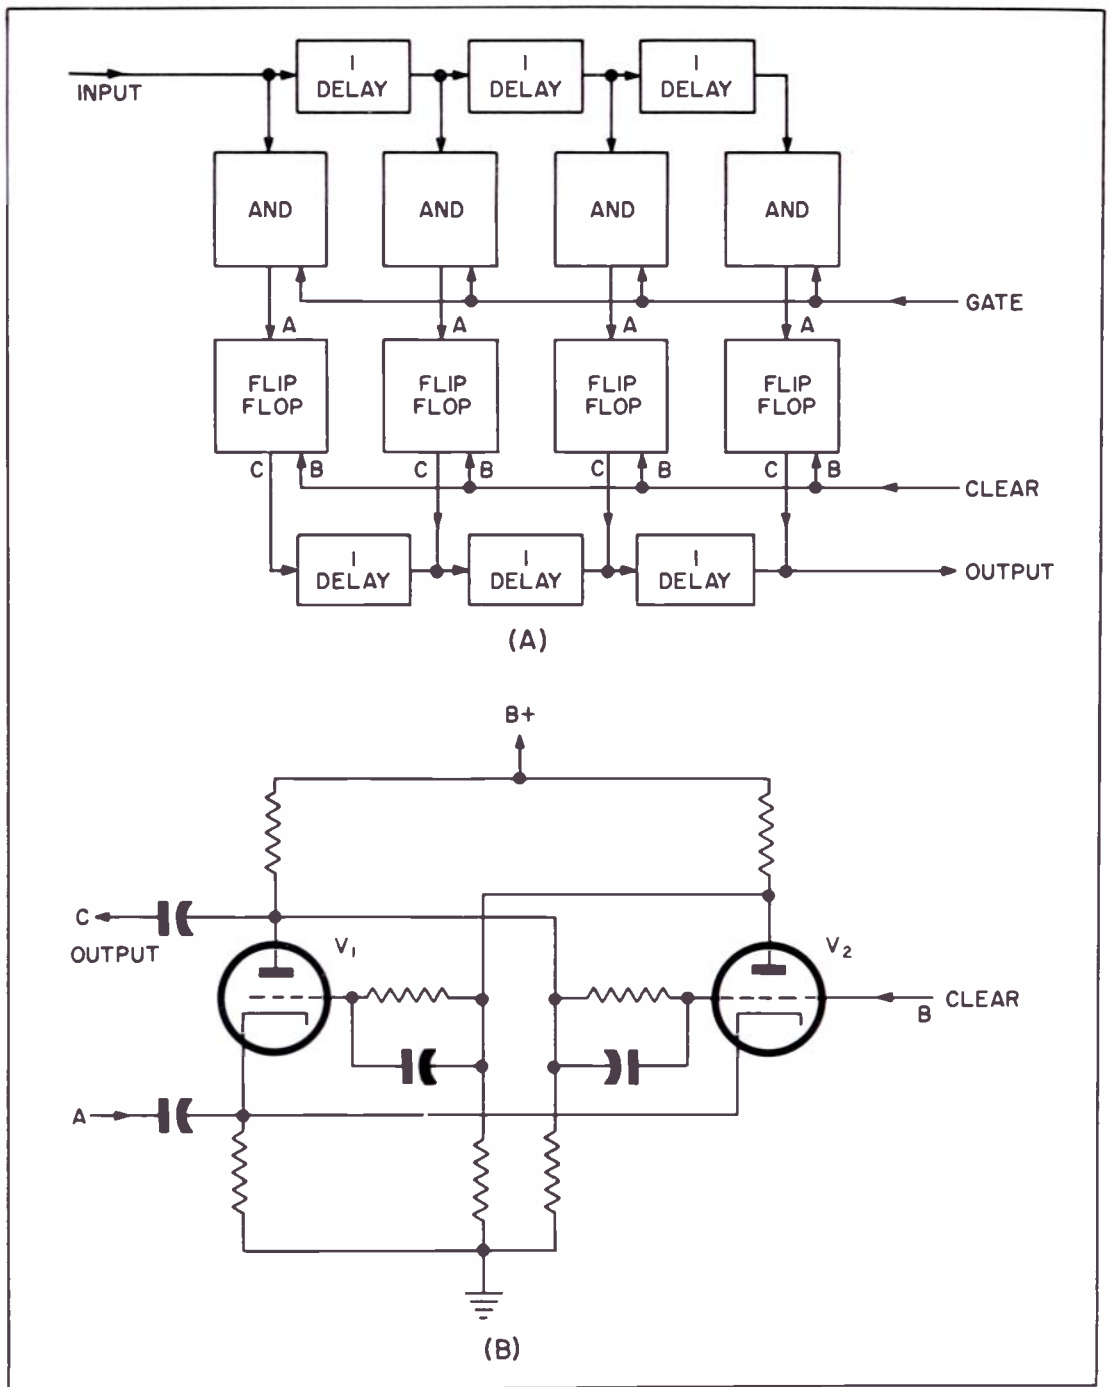 I I I
DELAY DELAY DELAY
INPUT
AND AND AND AND
GATE
A A A A
FLIP FLIP FLIP FLIP
FLOP FLOP FLOP FLOP
C B C B C B C B
CLEAR
I I I
DELAY DELAY DELAY
OUTPUT
(A)
B+
C
OUTPUT
V₁
V₂
CLEAR
B
A
(B)